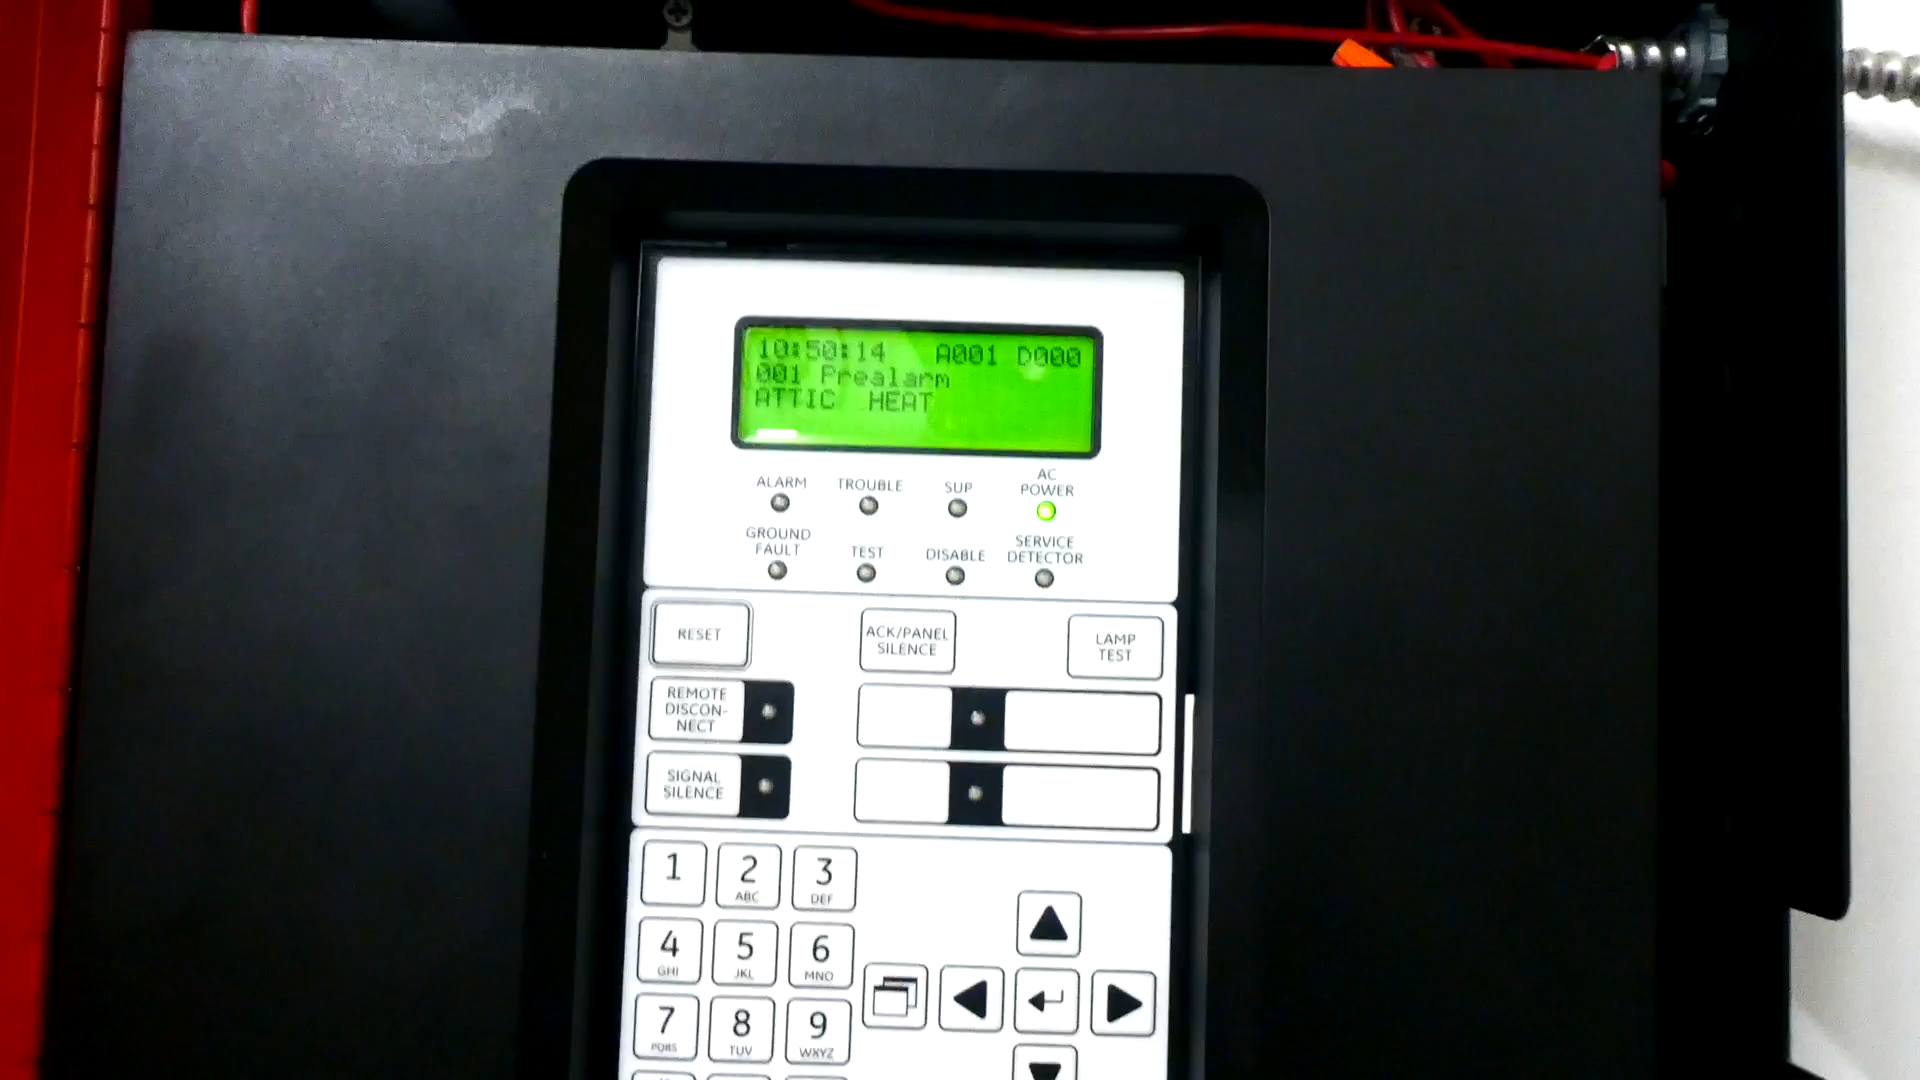 10:50:14 A001 D000
001 Prealarm
ATTIC HEAT
ALARM TROUBLE SUP AC POWER
GROUND FAULT TEST DISABLE SERVICE DETECTOR
RESET
ACK/PANEL SILENCE
LAMP TEST
REMOTE DISCON-NECT
SIGNAL SILENCE
1 2 ABC 3 DEF
4 GHI 5 JKL 6 MNO
7 PQRS 8 TUV 9 WXYZ